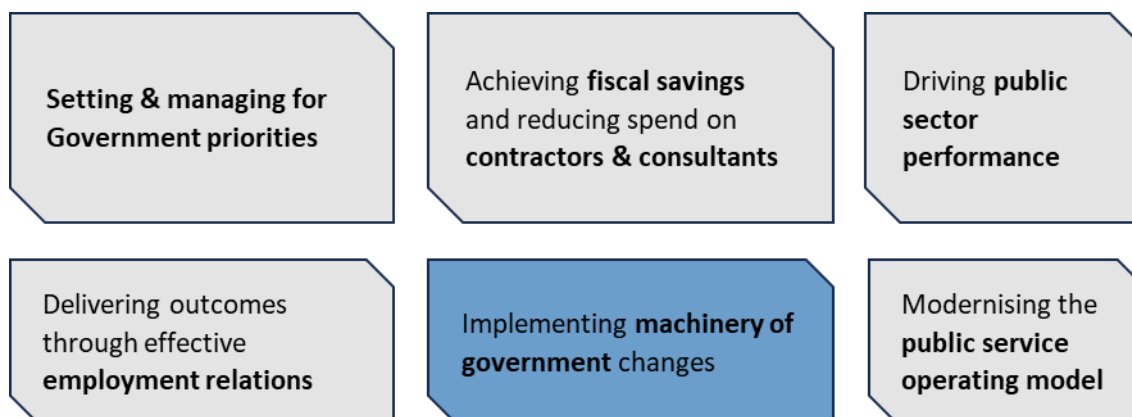 Setting & managing for
Government priorities
Achieving fiscal savings
and reducing spend on
contractors & consultants
Driving public
sector
performance
Delivering outcomes
through effective
employment relations
Implementing machinery of
government changes
Modernising the
public service
operating model